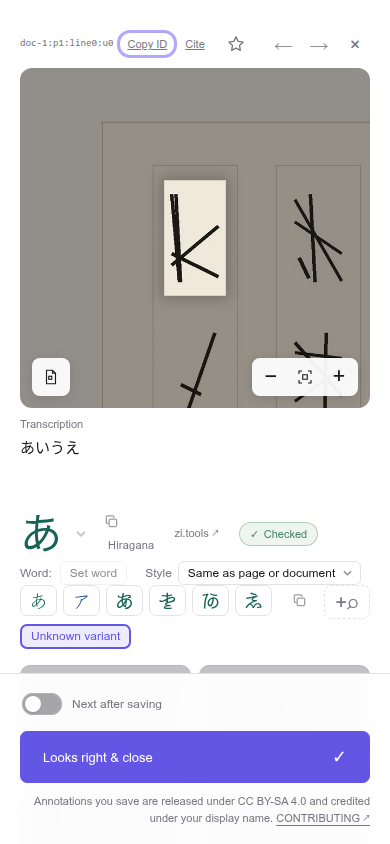 doc-1:p1:line0:u0 Copy ID Cite
Transcription
あいうえ
あ Hiragana zi.tools ↗ ✓ Checked
Word: Set word Style Same as page or document
あ ア
Unknown variant
Next after saving
Looks right & close ✓
Annotations you save are released under CC BY-SA 4.0 and credited
under your display name. CONTRIBUTING ↗